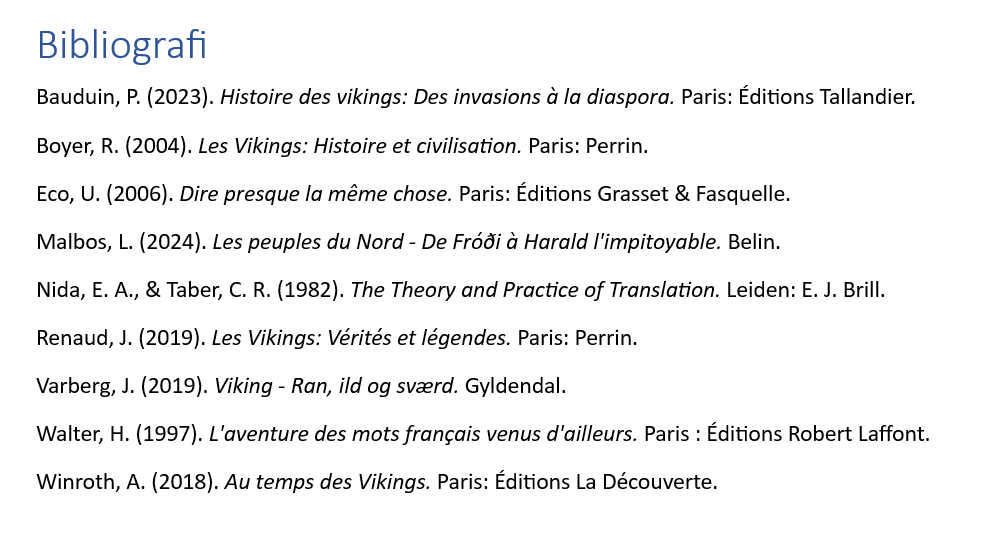 Bibliografi
Bauduin, P. (2023). Histoire des vikings: Des invasions à la diaspora. Paris: Éditions Tallandier.
Boyer, R. (2004). Les Vikings: Histoire et civilisation. Paris: Perrin.
Eco, U. (2006). Dire presque la même chose. Paris: Éditions Grasset & Fasquelle.
Malbos, L. (2024). Les peuples du Nord - De Fróði à Harald l'impitoyable. Belin.
Nida, E. A., & Taber, C. R. (1982). The Theory and Practice of Translation. Leiden: E. J. Brill.
Renaud, J. (2019). Les Vikings: Vérités et légendes. Paris: Perrin.
Varberg, J. (2019). Viking - Ran, ild og sværd. Gyldendal.
Walter, H. (1997). L'aventure des mots français venus d'ailleurs. Paris : Éditions Robert Laffont.
Winroth, A. (2018). Au temps des Vikings. Paris: Éditions La Découverte.